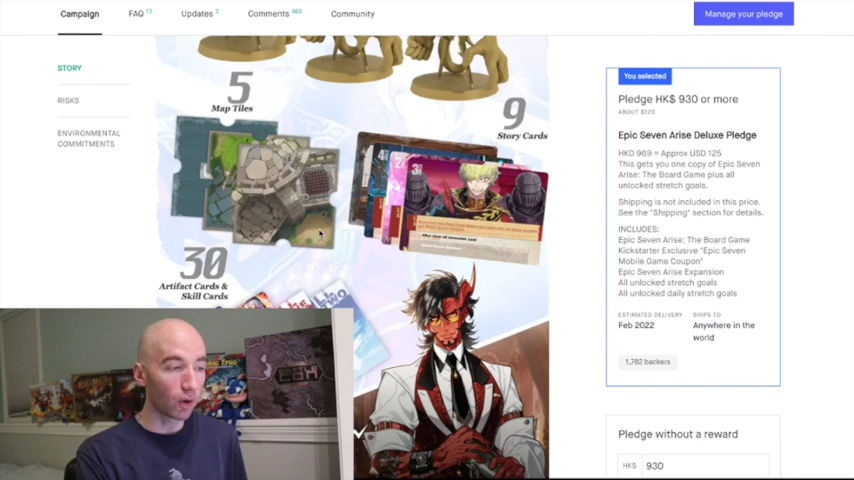 Campaign
FAQ 13
Updates 3
Comments 483
Community
Manage your pledge
STORY
RISKS
ENVIRONMENTAL
COMMITMENTS
5
Map Tiles
9
Story Cards
30
Artifact Cards &
Skill Cards
You selected
Pledge HK$ 930 or more
ABOUT $120
Epic Seven Arise Deluxe Pledge
HKD 969 ≈ Approx USD 125
This gets you one copy of Epic Seven
Arise: The Board Game plus all
unlocked stretch goals.
Shipping is not included in this price.
See the "Shipping" section for details.
INCLUDES:
Epic Seven Arise: The Board Game
Kickstarter Exclusive "Epic Seven
Mobile Game Coupon"
Epic Seven Arise Expansion
All unlocked stretch goals
All unlocked daily stretch goals
ESTIMATED DELIVERY
Feb 2022
SHIPS TO
Anywhere in the
world
1,782 backers
Pledge without a reward
HK$ 930